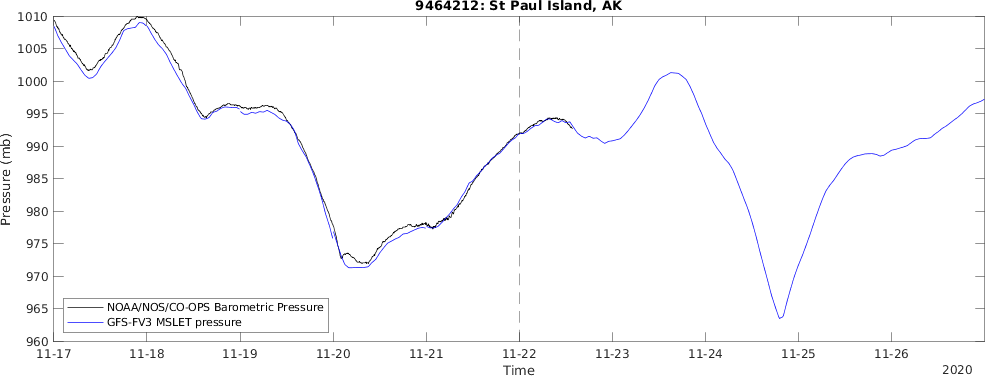 9464212: St Paul Island, AK
Pressure (mb)
1010
1005
1000
995
990
985
980
975
970
965
960
NOAA/NOS/CO-OPS Barometric Pressure
GFS-FV3 MSLET pressure
11-17 11-18 11-19 11-20 11-21 11-22 11-23 11-24 11-25 11-26
Time
2020